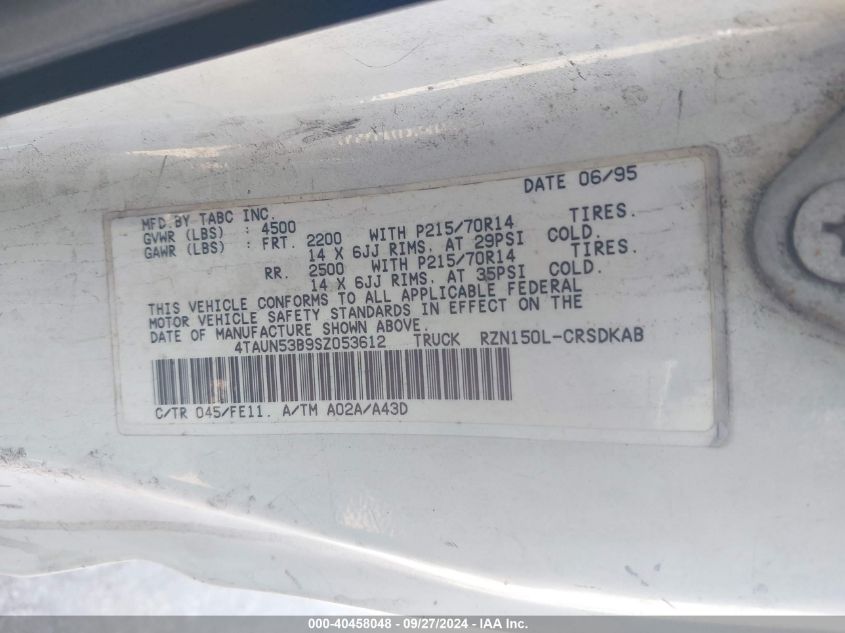 DATE 06/95
MFD.BY TABC INC.
GVWR (LBS) : 4500
GAWR (LBS) : FRT. 2200 WITH P215/70R14 TIRES.
14 X 6JJ RIMS. AT 29PSI COLD.
RR. 2500 WITH P215/70R14 TIRES.
14 X 6JJ RIMS. AT 35PSI COLD.
THIS VEHICLE CONFORMS TO ALL APPLICABLE FEDERAL
MOTOR VEHICLE SAFETY STANDARDS IN EFFECT ON THE
DATE OF MANUFACTURE SHOWN ABOVE.
4TAUN53B9SZ053612 TRUCK RZN150L-CRSDKAB
C/TR 045/FE11. A/TM A02A/A43D
000-40458048 - 09/27/2024 - IAA Inc.